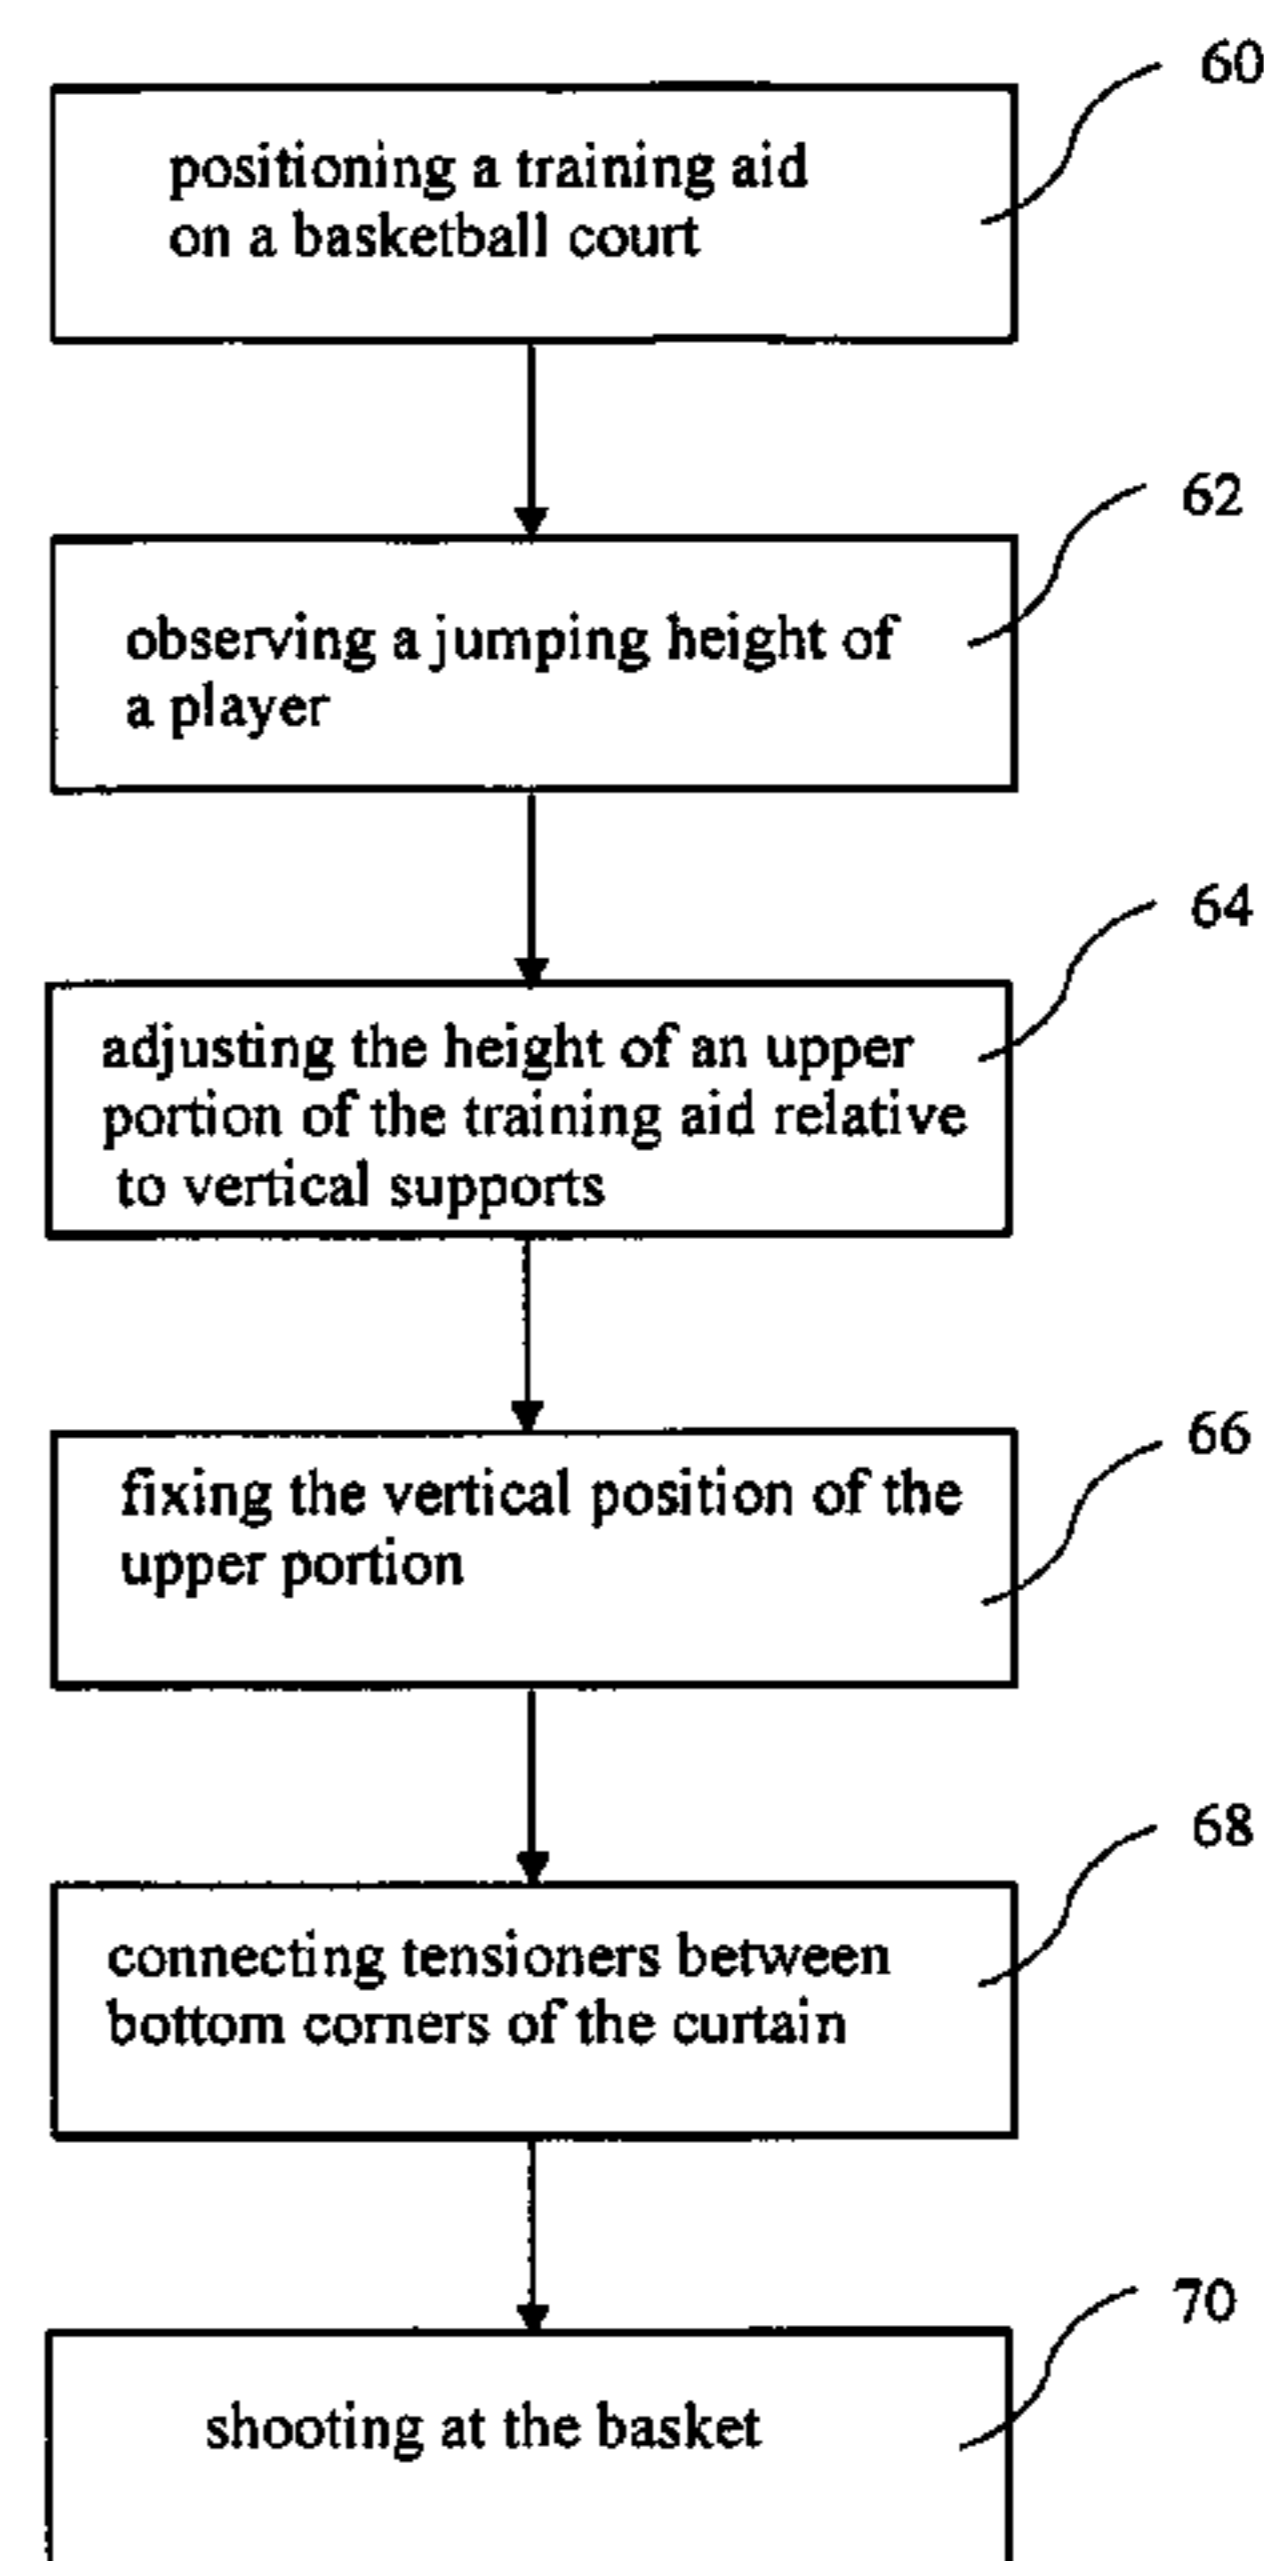 60
positioning a training aid
on a basketball court
62
observing a jumping height of
a player
64
adjusting the height of an upper
portion of the training aid relative
to vertical supports
66
fixing the vertical position of the
upper portion
68
connecting tensioners between
bottom corners of the curtain
70
shooting at the basket